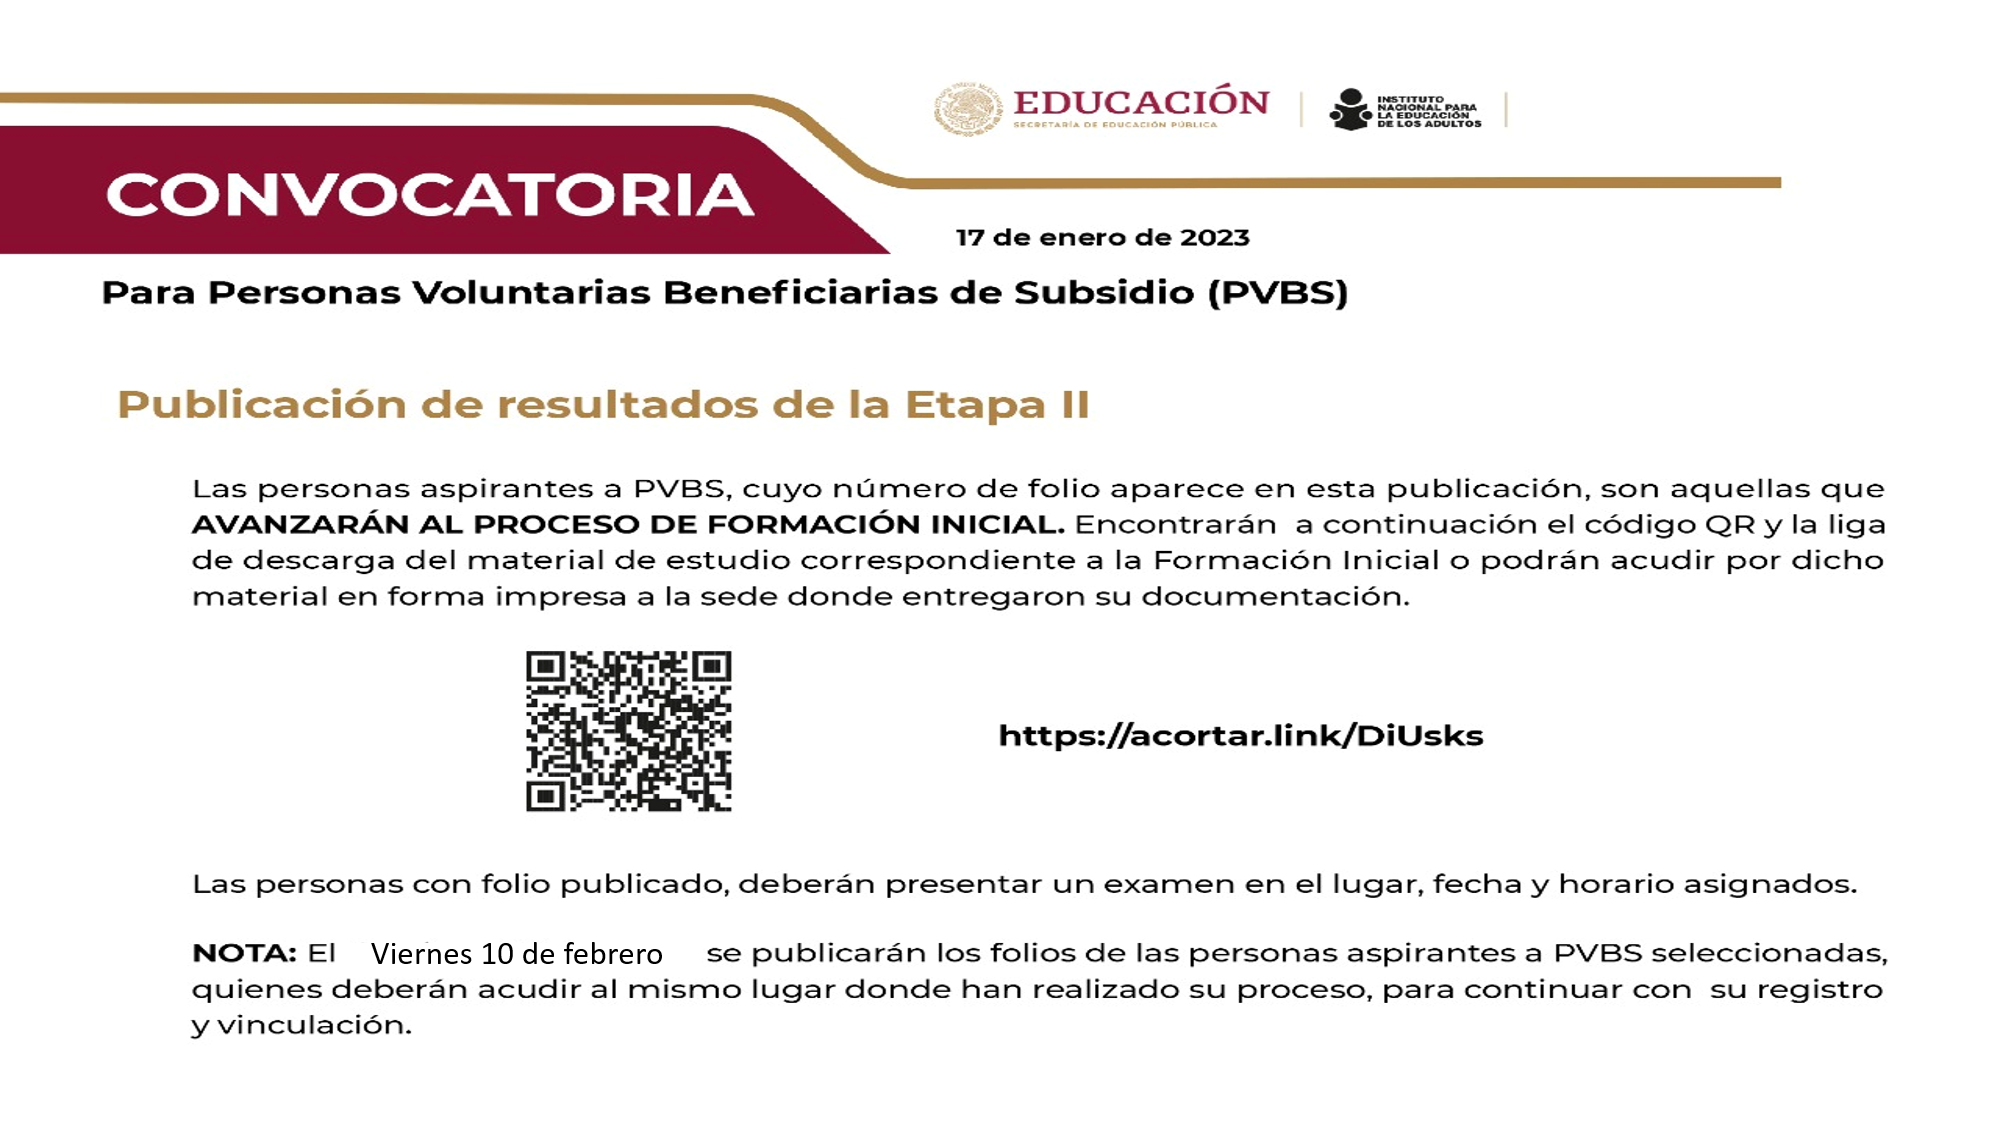 EDUCACIÓN
SECRETARÍA DE EDUCACIÓN PÚBLICA
INSTITUTO
NACIONAL PARA
LA EDUCACIÓN
DE LOS ADULTOS
CONVOCATORIA
17 de enero de 2023
Para Personas Voluntarias Beneficiarias de Subsidio (PVBS)
Publicación de resultados de la Etapa II
Las personas aspirantes a PVBS, cuyo número de folio aparece en esta publicación, son aquellas que
AVANZARÁN AL PROCESO DE FORMACIÓN INICIAL. Encontrarán a continuación el código QR y la liga
de descarga del material de estudio correspondiente a la Formación Inicial o podrán acudir por dicho
material en forma impresa a la sede donde entregaron su documentación.
https://acortar.link/DiUsks
Las personas con folio publicado, deberán presentar un examen en el lugar, fecha y horario asignados.
NOTA: El Viernes 10 de febrero se publicarán los folios de las personas aspirantes a PVBS seleccionadas,
quienes deberán acudir al mismo lugar donde han realizado su proceso, para continuar con su registro
y vinculación.